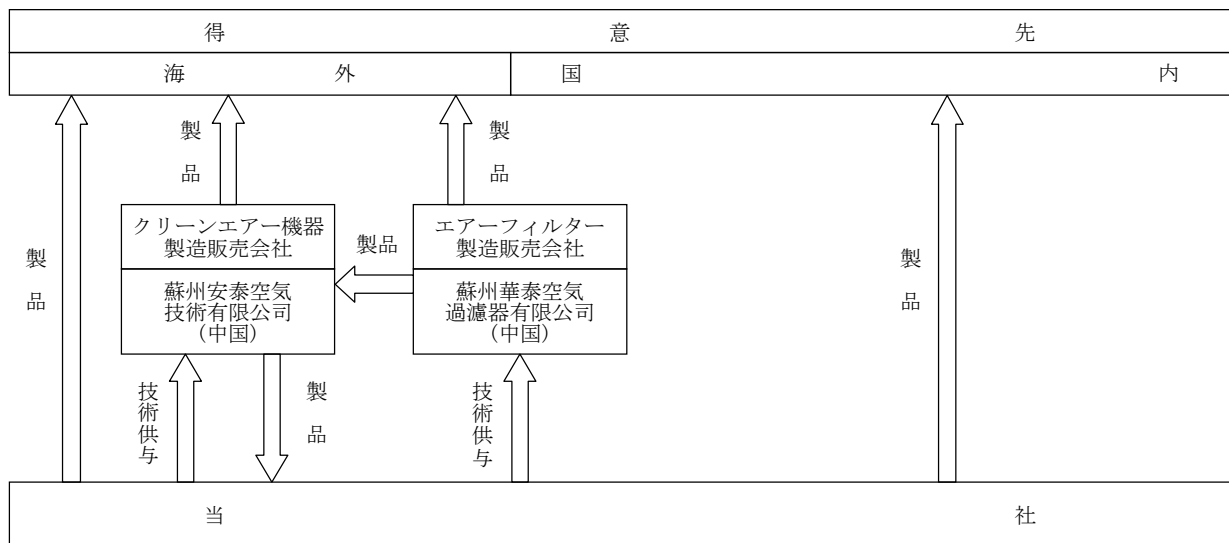 得意先
海外
国内
製品
製品
製品
クリーンエアー機器
製造販売会社
エアーフィルター
製造販売会社
製品
製品
製品
蘇州安泰空気
技術有限公司
（中国）
蘇州華泰空気
過濾器有限公司
（中国）
技術供与
製品
技術供与
当社